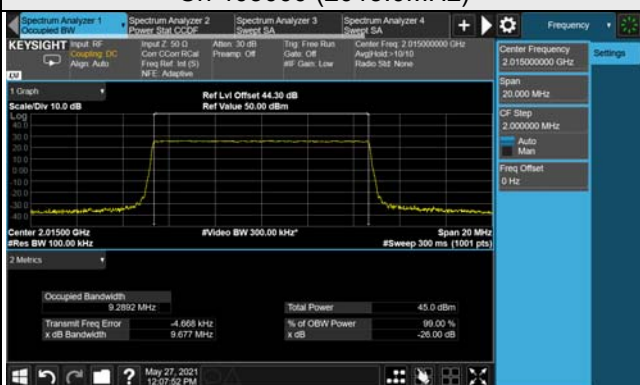 Spectrum Analyzer 1
Occupied BW
Spectrum Analyzer 2
Power Stat CCDF
Spectrum Analyzer 3
Swept SA
Spectrum Analyzer 4
Swept SA
Frequency
KEYSIGHT
Input: RF
Coupling: DC
Align: Auto
Input Z: 50 Ω
Corr CCorr RCal
Freq Ref: Int (S)
NFE: Adaptive
Atten: 30 dB
Preamp: Off
Trig: Free Run
Gate: Off
#IF Gain: Low
Center Freq: 2.015000000 GHz
Avg|Hold:>10/10
Radio Std: None
Center Frequency
2.015000000 GHz
Settings
Span
20.000 MHz
CF Step
2.000000 MHz
Auto
Man
Freq Offset
0 Hz
1 Graph
Scale/Div 10.0 dB
Ref Lvl Offset 44.30 dB
Ref Value 50.00 dBm
Log
40.0
30.0
20.0
10.0
0.00
-10.0
-20.0
-30.0
-40.0
Center 2.01500 GHz
#Res BW 100.00 kHz
#Video BW 300.00 kHz*
Span 20 MHz
#Sweep 300 ms (1001 pts)
2 Metrics
Occupied Bandwidth
9.2892 MHz
Total Power
45.0 dBm
Transmit Freq Error
-4.668 kHz
% of OBW Power
99.00 %
x dB Bandwidth
9.677 MHz
x dB
-26.00 dB
May 27, 2021
12:07:52 PM